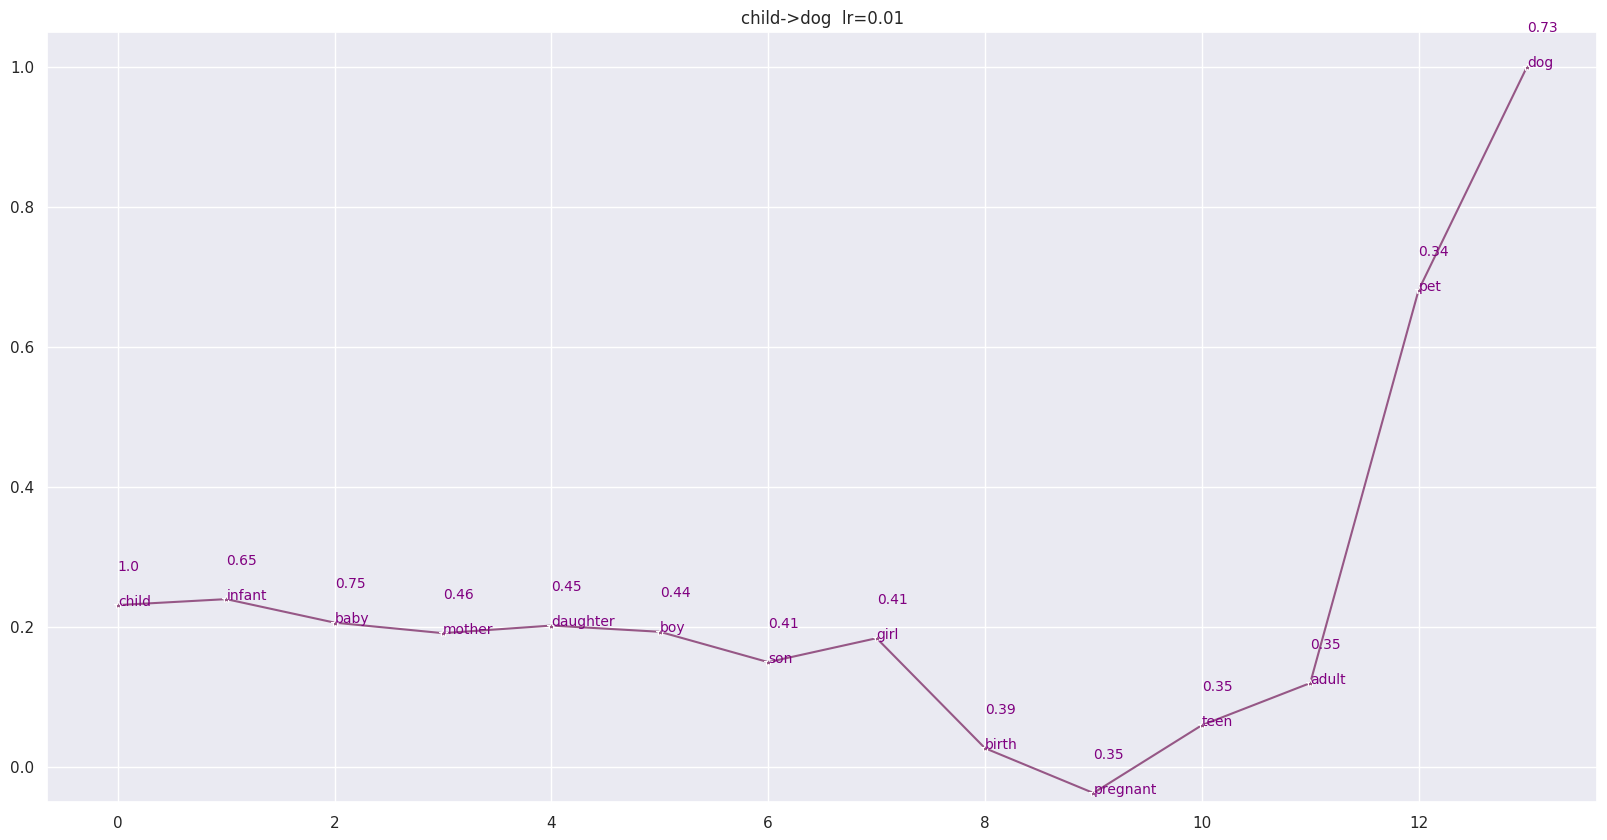 child->dog  lr=0.01
0.73
1.0
dog
0.8
0.34
pet
0.6
0.4
1.0
0.65
0.75
0.46
0.45
0.44
0.41
0.41
child
infant
baby
mother
daughter
boy
son
girl
0.2
0.39
birth
0.35
pregnant
0.35
teen
0.35
adult
0.0
0 2 4 6 8 10 12